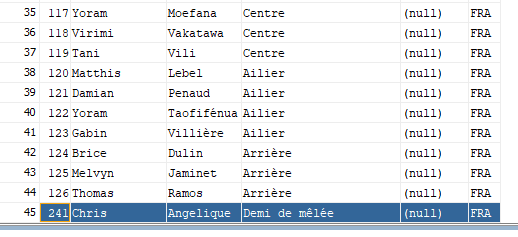 35 117 Yoram Moefana Centre (null) FRA
36 118 Virimi Vakatawa Centre (null) FRA
37 119 Tani Vili Centre (null) FRA
38 120 Matthis Lebel Ailier (null) FRA
39 121 Damian Penaud Ailier (null) FRA
40 122 Yoram Taofifénua Ailier (null) FRA
41 123 Gabin Villière Ailier (null) FRA
42 124 Brice Dulin Arrière (null) FRA
43 125 Melvyn Jaminet Arrière (null) FRA
44 126 Thomas Ramos Arrière (null) FRA
45 241 Chris Angelique Demi de mêlée (null) FRA